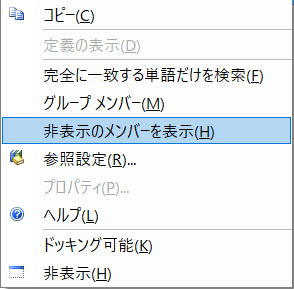 コピー(C)
定義の表示(D)
完全に一致する単語だけを検索(F)
グループ メンバー(M)
非表示のメンバーを表示(H)
参照設定(R)...
プロパティ(P)...
ヘルプ(L)
ドッキング可能(K)
非表示(H)